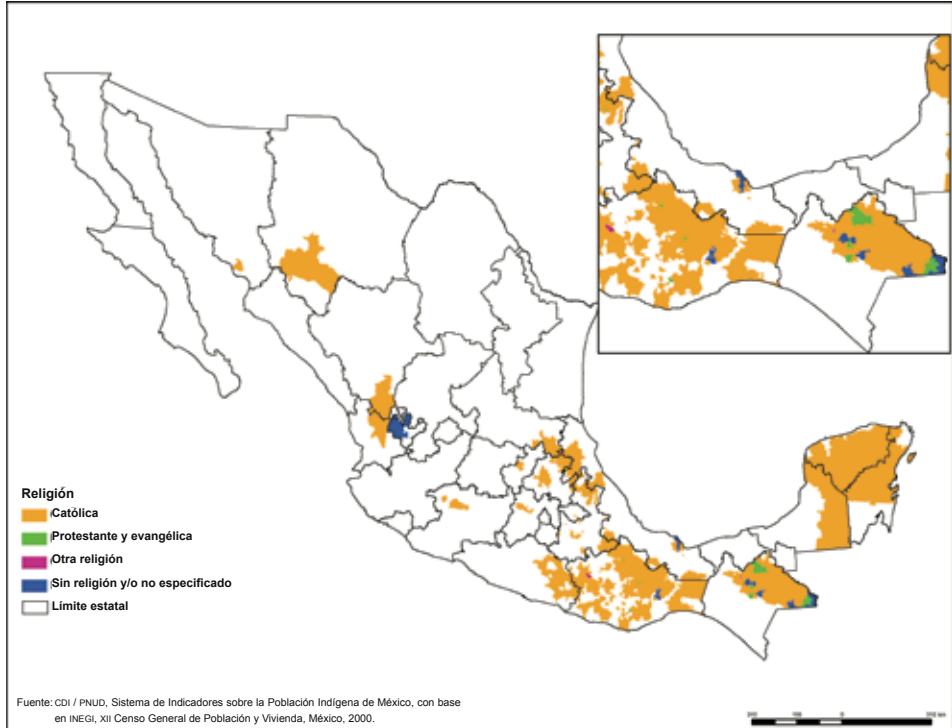 Religión
Católica
Protestante y evangélica
Otra religión
Sin religión y/o no especificado
Límite estatal
Fuente: CDI / PNUD, Sistema de Indicadores sobre la Población Indígena de México, con base
en INEGI, XII Censo General de Población y Vivienda, México, 2000.